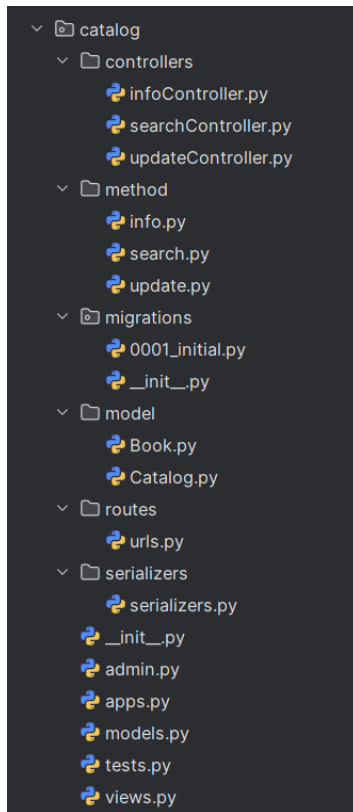 catalog
controllers
infoController.py
searchController.py
updateController.py
method
info.py
search.py
update.py
migrations
0001_initial.py
__init__.py
model
Book.py
Catalog.py
routes
urls.py
serializers
serializers.py
__init__.py
admin.py
apps.py
models.py
tests.py
views.py